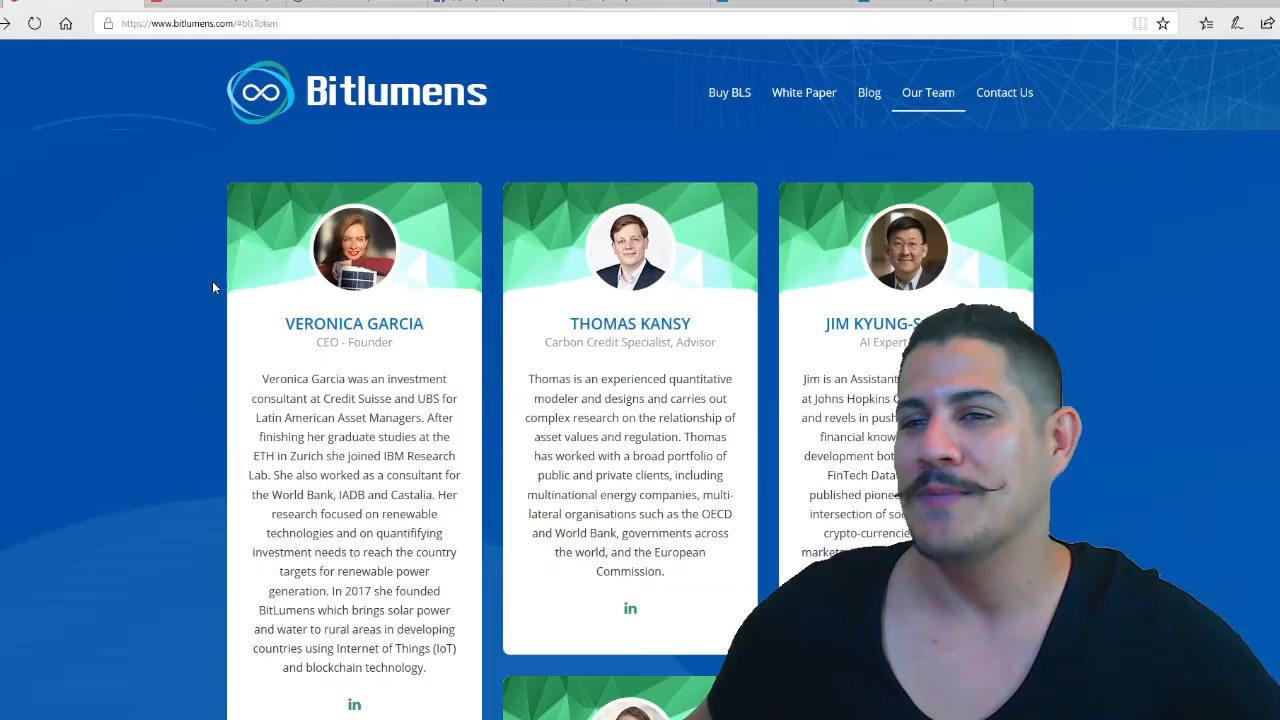 https://www.bitlumens.com/#blsToken
Bitlumens
Buy BLS
White Paper
Blog
Our Team
Contact Us
VERONICA GARCIA
CEO - Founder
Veronica Garcia was an investment
consultant at Credit Suisse and UBS for
Latin American Asset Managers. After
finishing her graduate studies at the
ETH in Zurich she joined IBM Research
Lab. She also worked as a consultant for
the World Bank, IADB and Castalia. Her
research focused on renewable
technologies and on quantifitying
investment needs to reach the country
targets for renewable power
generation. In 2017 she founded
BitLumens which brings solar power
and water to rural areas in developing
countries using Internet of Things (IoT)
and blockchain technology.
in
THOMAS KANSY
Carbon Credit Specialist, Advisor
Thomas is an experienced quantitative
modeler and designs and carries out
complex research on the relationship of
asset values and regulation. Thomas
has worked with a broad portfolio of
public and private clients, including
multinational energy companies, multi-
lateral organisations such as the OECD
and World Bank, governments across
the world, and the European
Commission.
in
JIM KYUNG-S
AI Expert
Jim is an Assistant
at Johns Hopkins
and revels in push
financial know
development bot
FinTech Data
published pione
intersection of so
crypto-currencie
market